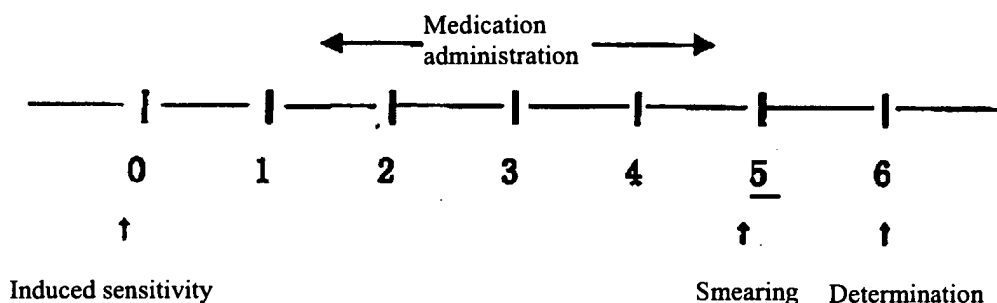 Medication
administration
0 1 2 3 4 5 6
Induced sensitivity Smearing Determination